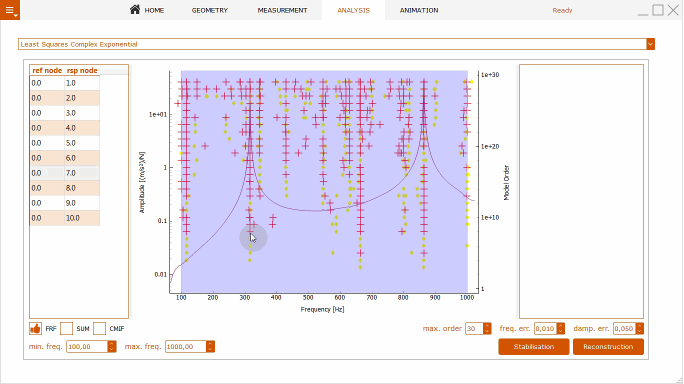 HOME GEOMETRY MEASUREMENT ANALYSIS ANIMATION Ready
Least Squares Complex Exponential
ref node rsp node
0.0 1.0
0.0 2.0
0.0 3.0
0.0 4.0
0.0 5.0
0.0 6.0
0.0 7.0
0.0 8.0
0.0 9.0
0.0 10.0
Amplitude [(m/s²)/N]
1e+01
1
0.1
0.01
1e+30
1e+20
1e+10
1
Model Order
100 200 300 400 500 600 700 800 900 1000
Frequency [Hz]
FRF SUM CMIF
max. order 30 freq. err. 0,010 damp. err. 0,050
min. freq. 100,00 max. freq. 1000,00
Stabilisation Reconstruction